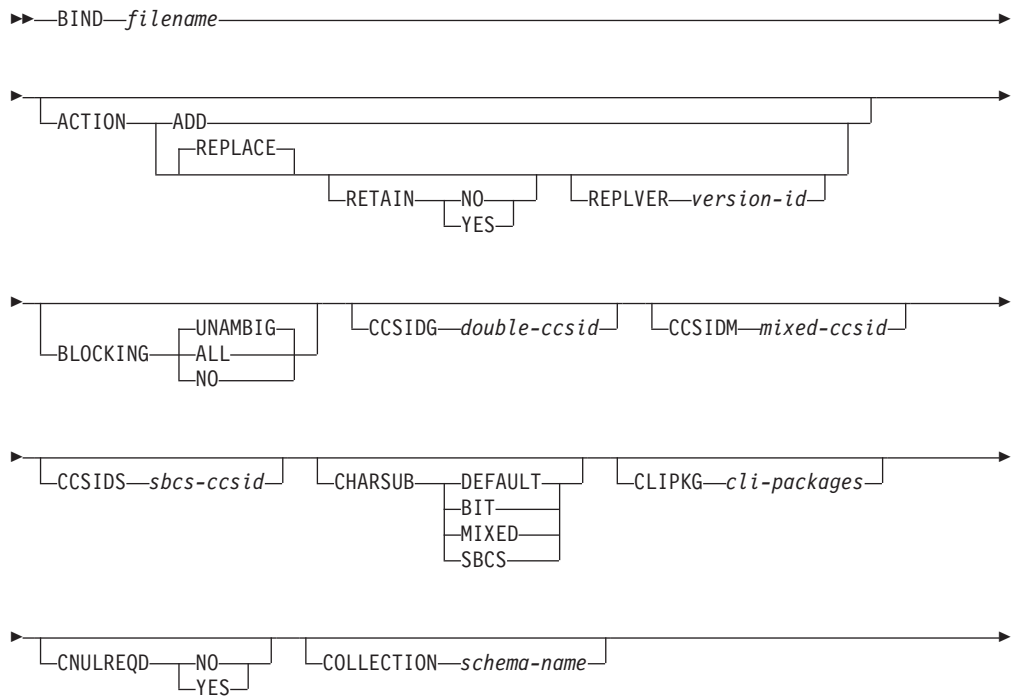 BIND filename
ACTION ADD
REPLACE
RETAIN NO REPLVER version-id
YES
UNAMBIG CCSIDG double-ccsid CCSIDM mixed-ccsid
BLOCKING ALL
NO
CCSIDS sbcs-ccsid CHARSUB DEFAULT CLIPKG cli-packages
BIT
MIXED
SBCS
CNULREQD NO COLLECTION schema-name
YES